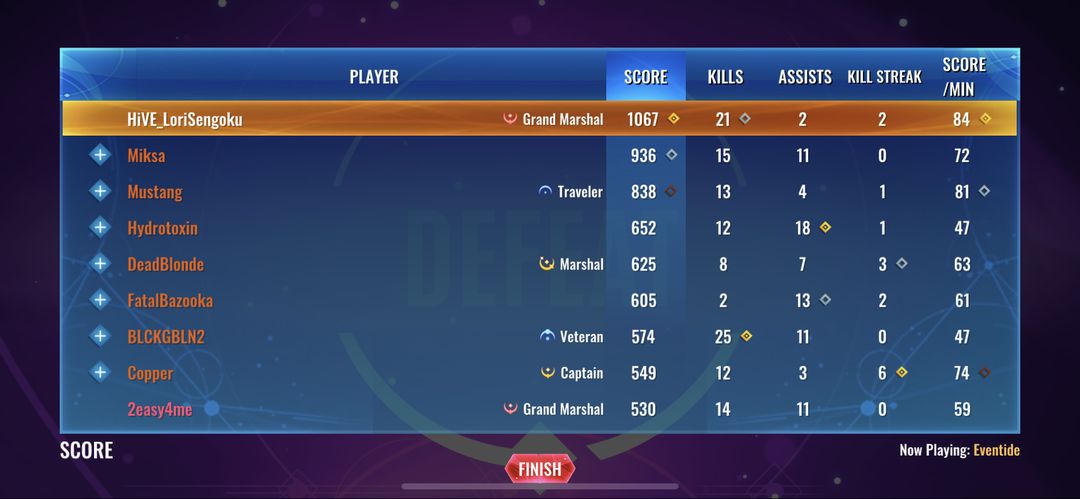 PLAYER SCORE KILLS ASSISTS KILL STREAK SCORE
/MIN
HiVE_LoriSengoku Grand Marshal 1067 21 2 2 84
Miksa 936 15 11 0 72
Mustang Traveler 838 13 4 1 81
Hydrotoxin 652 12 18 1 47
DeadBlonde Marshal 625 8 7 3 63
FatalBazooka 605 2 13 2 61
BLCKGBLN2 Veteran 574 25 11 0 47
Copper Captain 549 12 3 6 74
2easy4me Grand Marshal 530 14 11 0 59
DEFEAT
SCORE Now Playing: Eventide
FINISH